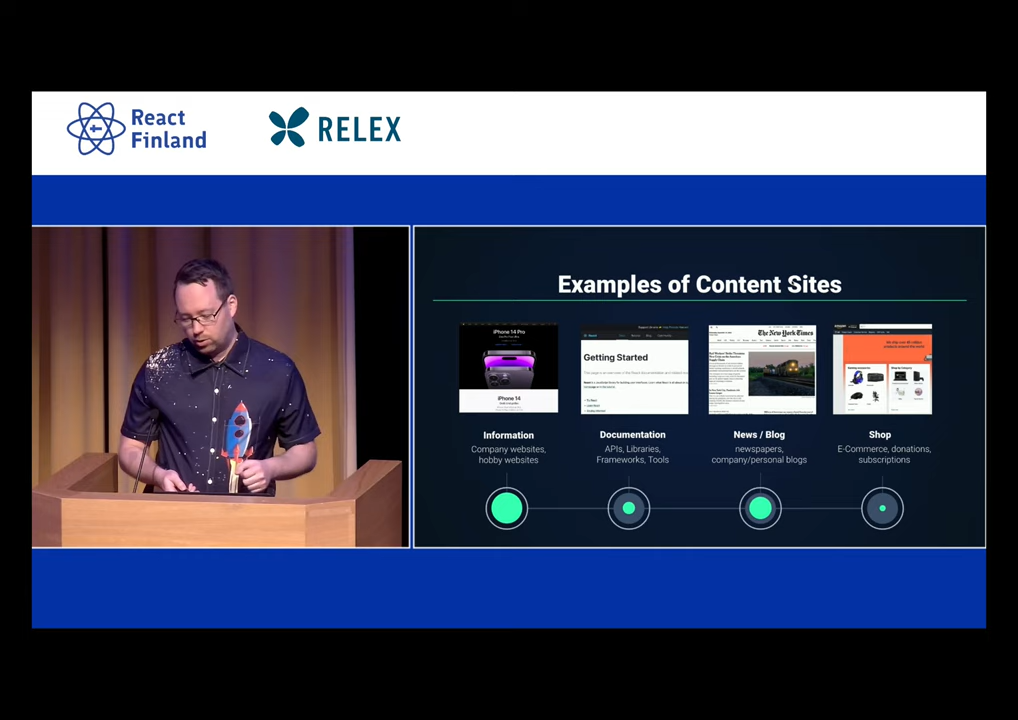 React
Finland
RELEX
Examples of Content Sites
iPhone 14 Pro
iPhone 14
Getting Started
The New York Times
Information
Company websites,
hobby websites
Documentation
APIs, Libraries,
Frameworks, Tools
News / Blog
newspapers,
company/personal blogs
Shop
E-Commerce, donations,
subscriptions